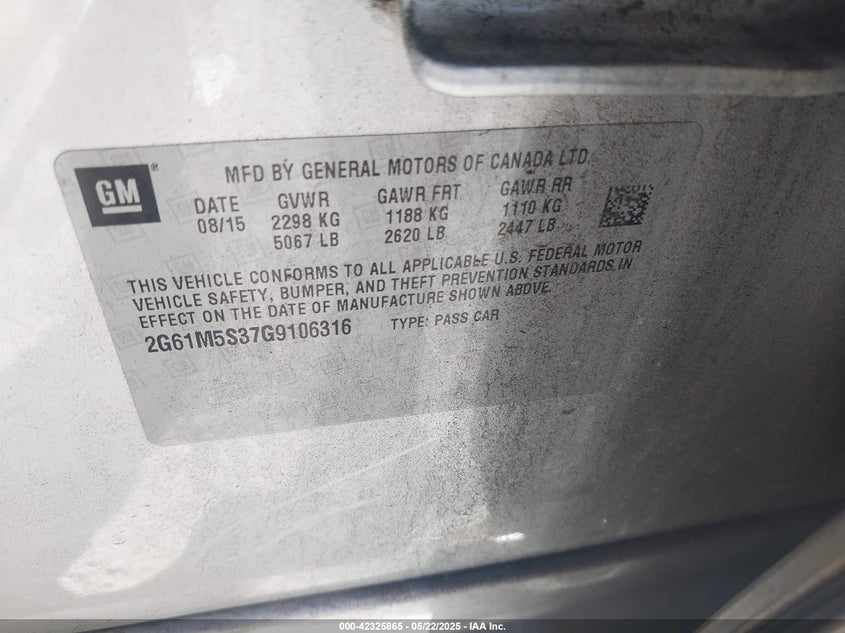 GM®
MFD BY GENERAL MOTORS OF CANADA LTD.
DATE GVWR GAWR FRT GAWR RR
08/15 2298 KG 1188 KG 1110 KG
5067 LB 2620 LB 2447 LB
THIS VEHICLE CONFORMS TO ALL APPLICABLE U.S. FEDERAL MOTOR
VEHICLE SAFETY, BUMPER, AND THEFT PREVENTION STANDARDS IN
EFFECT ON THE DATE OF MANUFACTURE SHOWN ABOVE.
2G61M5S37G9106316 TYPE: PASS CAR
000-42325865 - 05/22/2025 - IAA Inc.